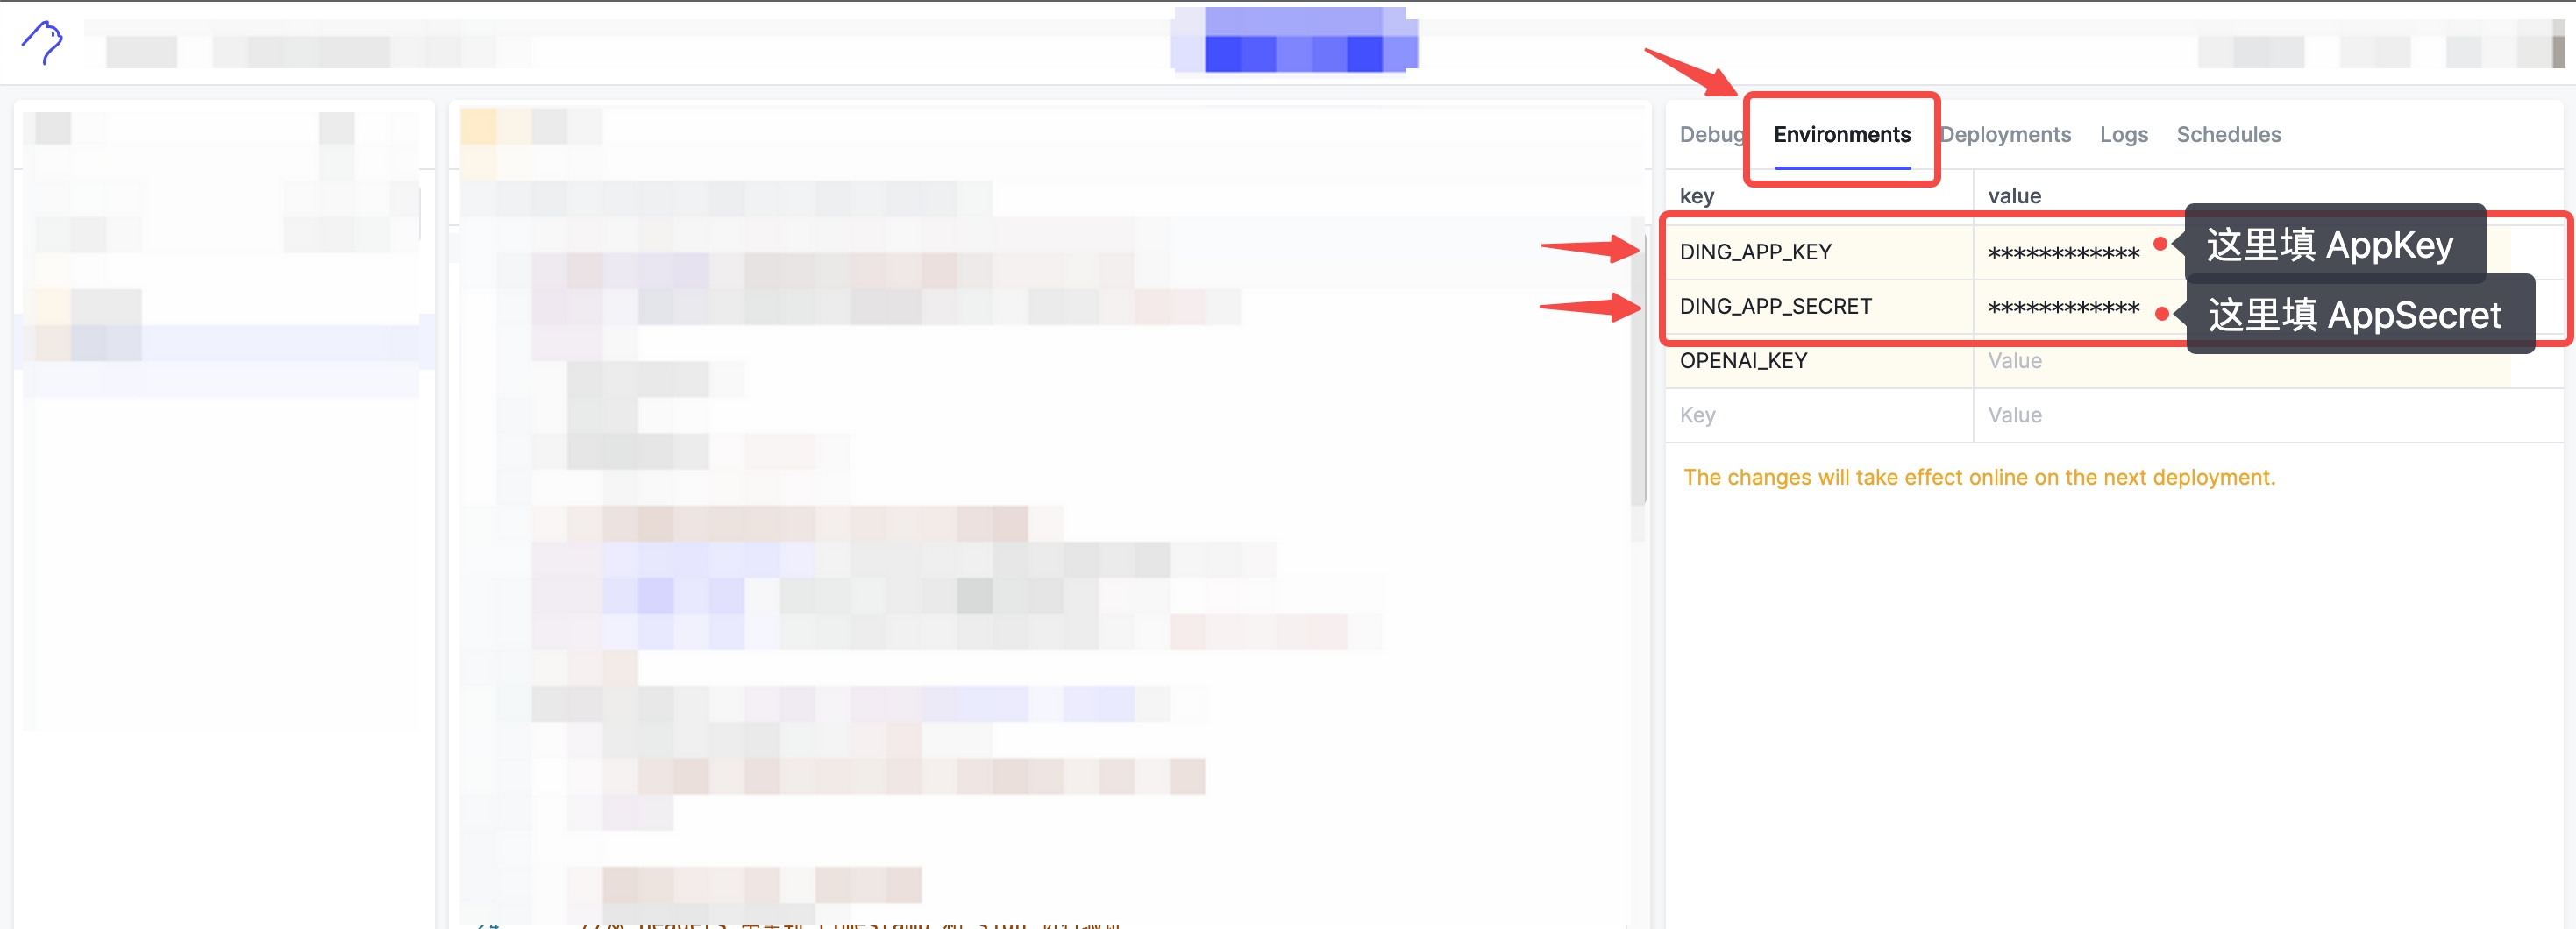 Debug Environments Deployments Logs Schedules
key value
DING_APP_KEY ************ 这里填 AppKey
DING_APP_SECRET ************ 这里填 AppSecret
OPENAI_KEY Value
Key Value
The changes will take effect online on the next deployment.